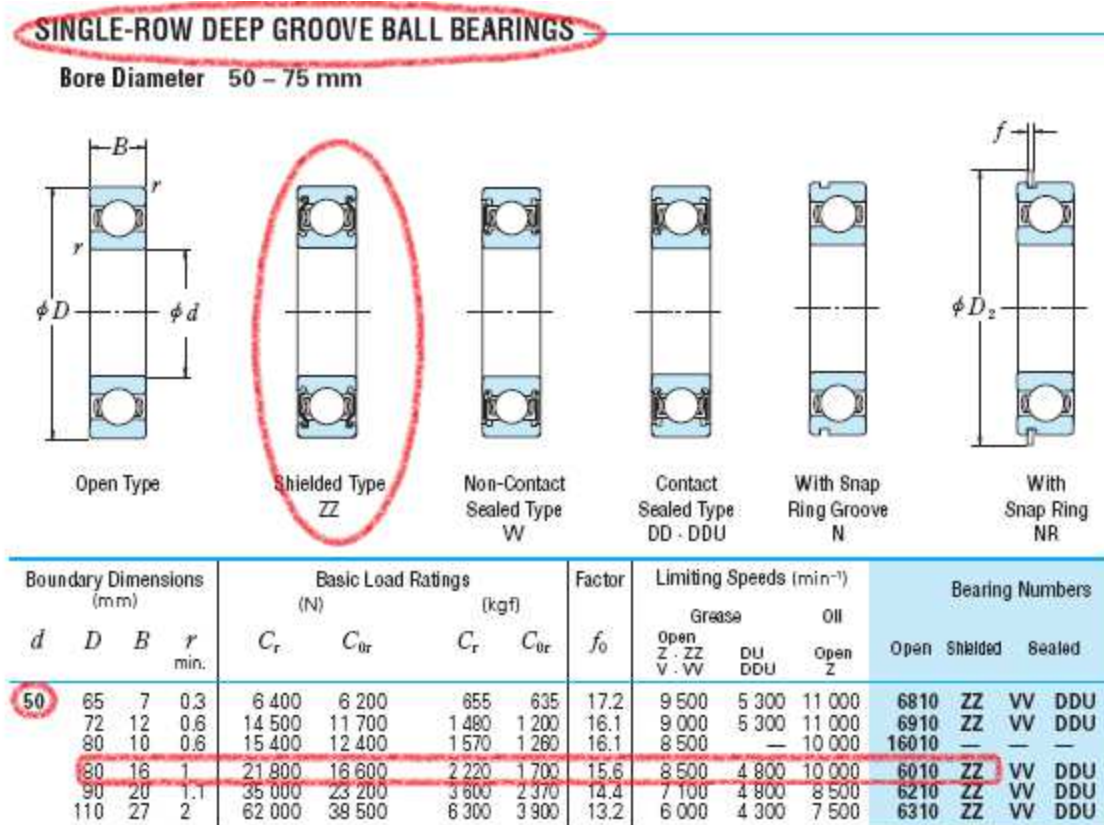 SINGLE-ROW DEEP GROOVE BALL BEARINGS
Bore Diameter 50 – 75 mm
B
r
r
φD
φd
f
φD₂
Open Type
Shielded Type
ZZ
Non-Contact
Sealed Type
VV
Contact
Sealed Type
DD · DDU
With Snap
Ring Groove
N
With
Snap Ring
NR
Boundary Dimensions Basic Load Ratings Factor Limiting Speeds (min⁻¹) Bearing Numbers
(mm) (N) (kgf)
Grease Oil
d D B r Cr C0r Cr C0r f0 Open DU Open Open Shielded Sealed
min. Z · ZZ DDU Z
V · VV
50 65 7 0.3 6 400 6 200 655 635 17.2 9 500 5 300 11 000 6810 ZZ VV DDU
72 12 0.6 14 500 11 700 1 480 1 200 16.1 9 000 5 300 11 000 6910 ZZ VV DDU
80 10 0.6 15 400 12 400 1 570 1 260 16.1 8 500 — 10 000 16010 — — —
80 16 1 21 800 16 600 2 220 1 700 15.6 8 500 4 800 10 000 6010 ZZ VV DDU
90 20 1.1 35 000 23 200 3 600 2 370 14.4 7 100 4 800 8 500 6210 ZZ VV DDU
110 27 2 62 000 38 500 6 300 3 900 13.2 6 000 4 300 7 500 6310 ZZ VV DDU